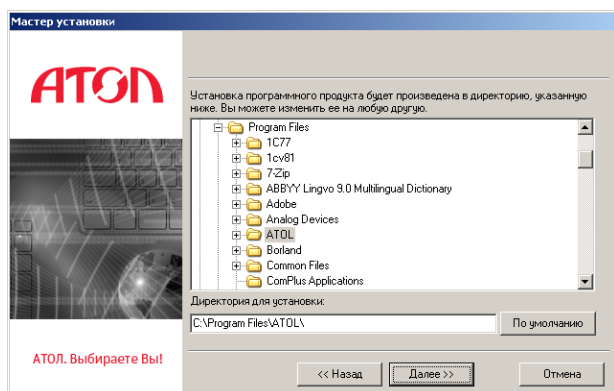 Мастер установки
АТОЛ
Установка программного продукта будет произведена в директорию, указанную
ниже. Вы можете изменить ее на любую другую.
Program Files
1C77
1cv81
7-Zip
ABBYY Lingvo 9.0 Multilingual Dictionary
Adobe
Analog Devices
ATOL
Borland
Common Files
ComPlus Applications
Директория для установки:
C:\Program Files\ATOL\
По умолчанию
АТОЛ. Выбираете Вы!
<< Назад
Далее >>
Отмена